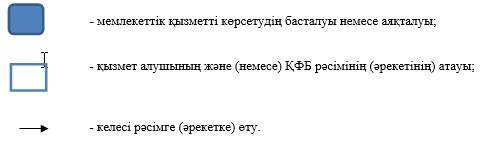 - мемлекеттік қызметті көрсетудің басталуы немесе аяқталуы;
- қызмет алушының және (немесе) ҚФБ рәсімінің (әрекетінің) атауы;
- келесі рәсімге (әрекетке) өту.